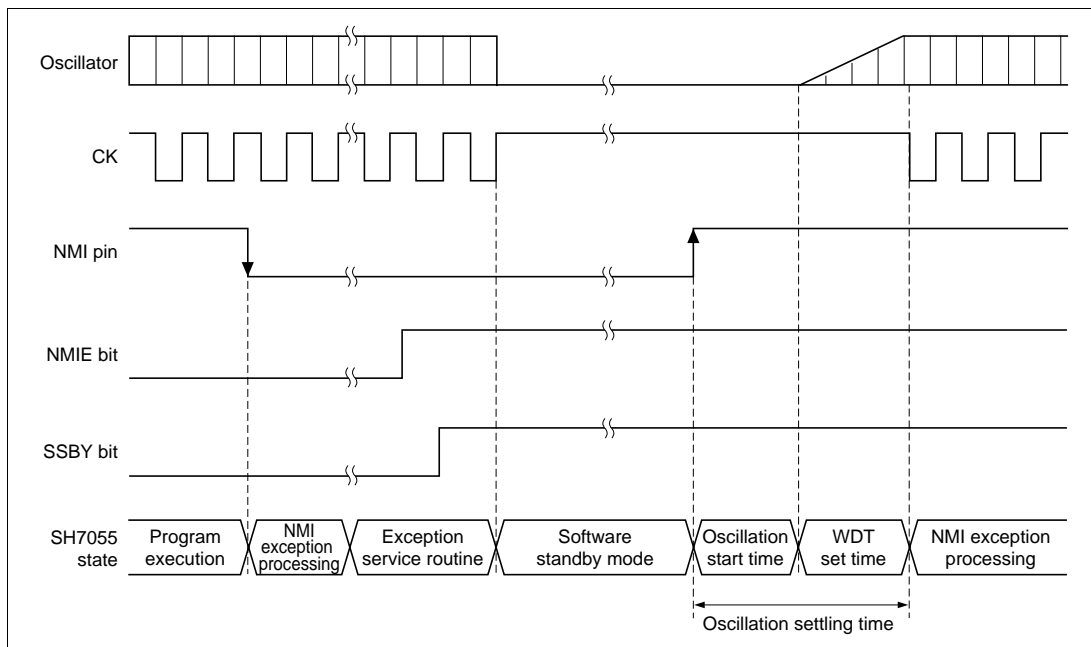 Oscillator
CK
NMI pin
NMIE bit
SSBY bit
SH7055
state
Program
execution
NMI
exception
processing
Exception
service routine
Software
standby mode
Oscillation
start time
WDT
set time
NMI exception
processing
Oscillation settling time